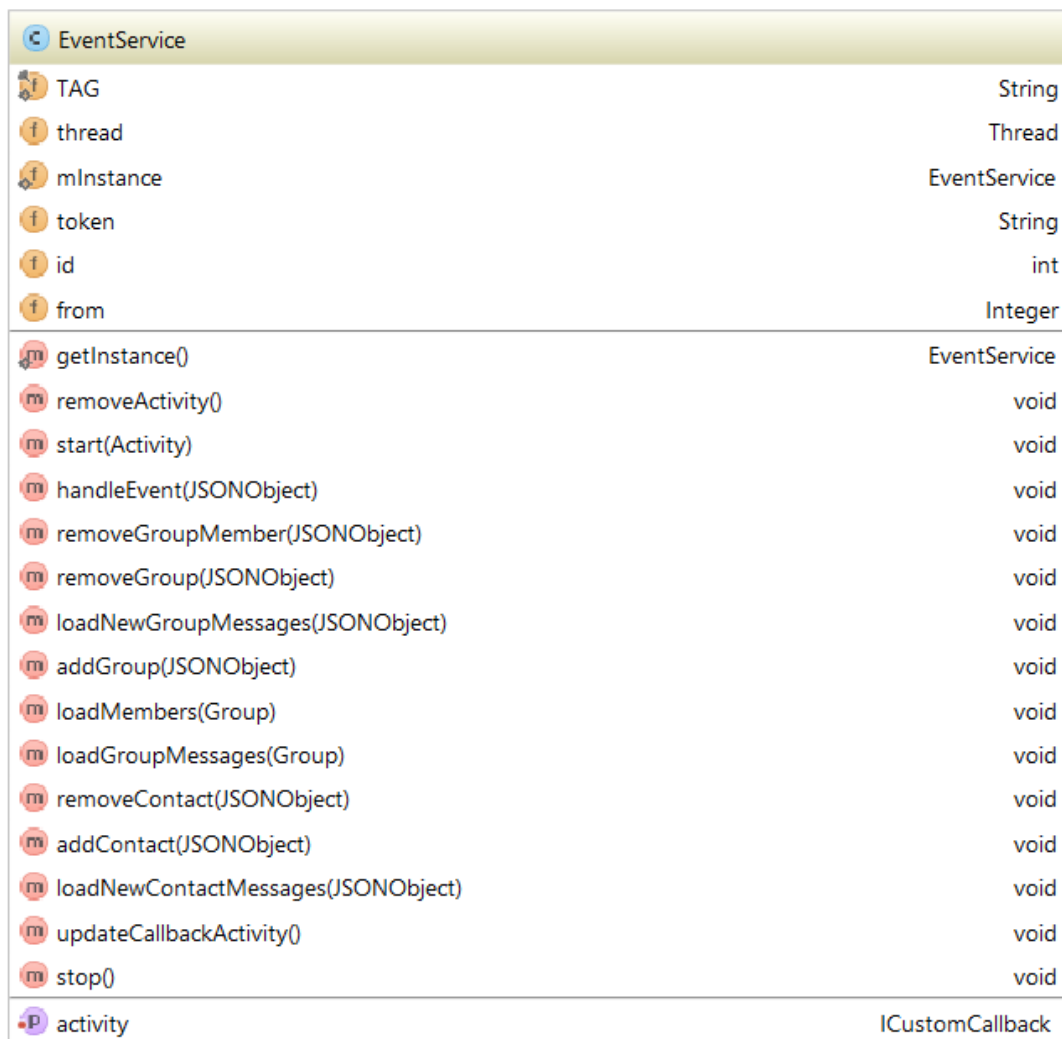 C EventService
f TAG String
f thread Thread
f mInstance EventService
f token String
f id int
f from Integer
m getInstance() EventService
m removeActivity() void
m start(Activity) void
m handleEvent(JSONObject) void
m removeGroupMember(JSONObject) void
m removeGroup(JSONObject) void
m loadNewGroupMessages(JSONObject) void
m addGroup(JSONObject) void
m loadMembers(Group) void
m loadGroupMessages(Group) void
m removeContact(JSONObject) void
m addContact(JSONObject) void
m loadNewContactMessages(JSONObject) void
m updateCallbackActivity() void
m stop() void
P activity ICustomCallback